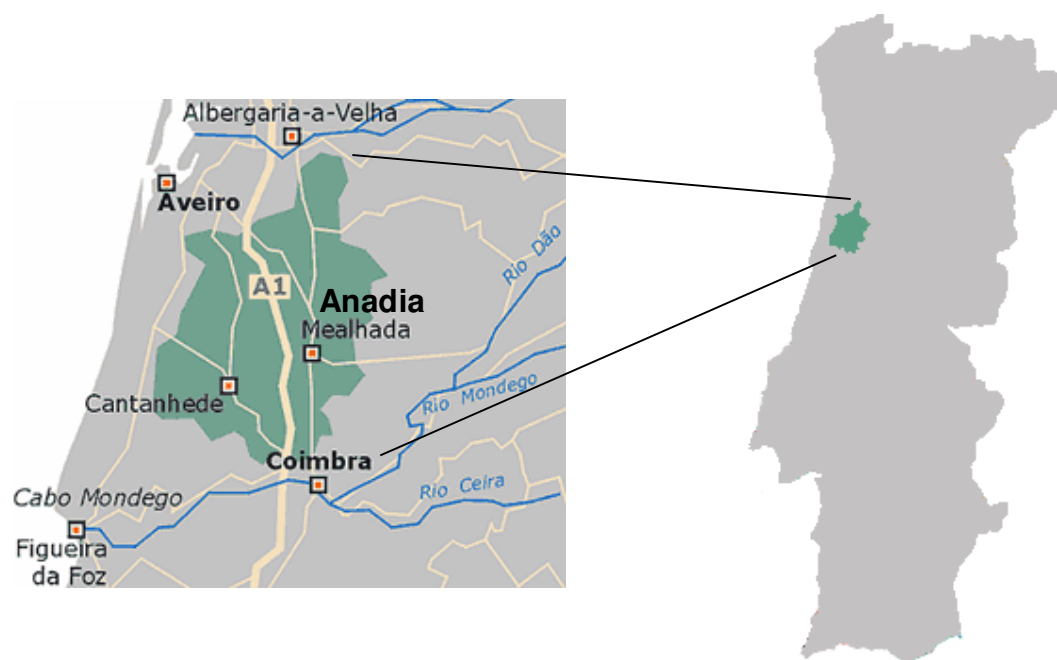 Albergaria-a-Velha
Aveiro
Rio Dão
A1
Anadia
Mealhada
Rio Mondego
Cantanhede
Coimbra
Rio Ceira
Cabo Mondego
Figueira
da Foz